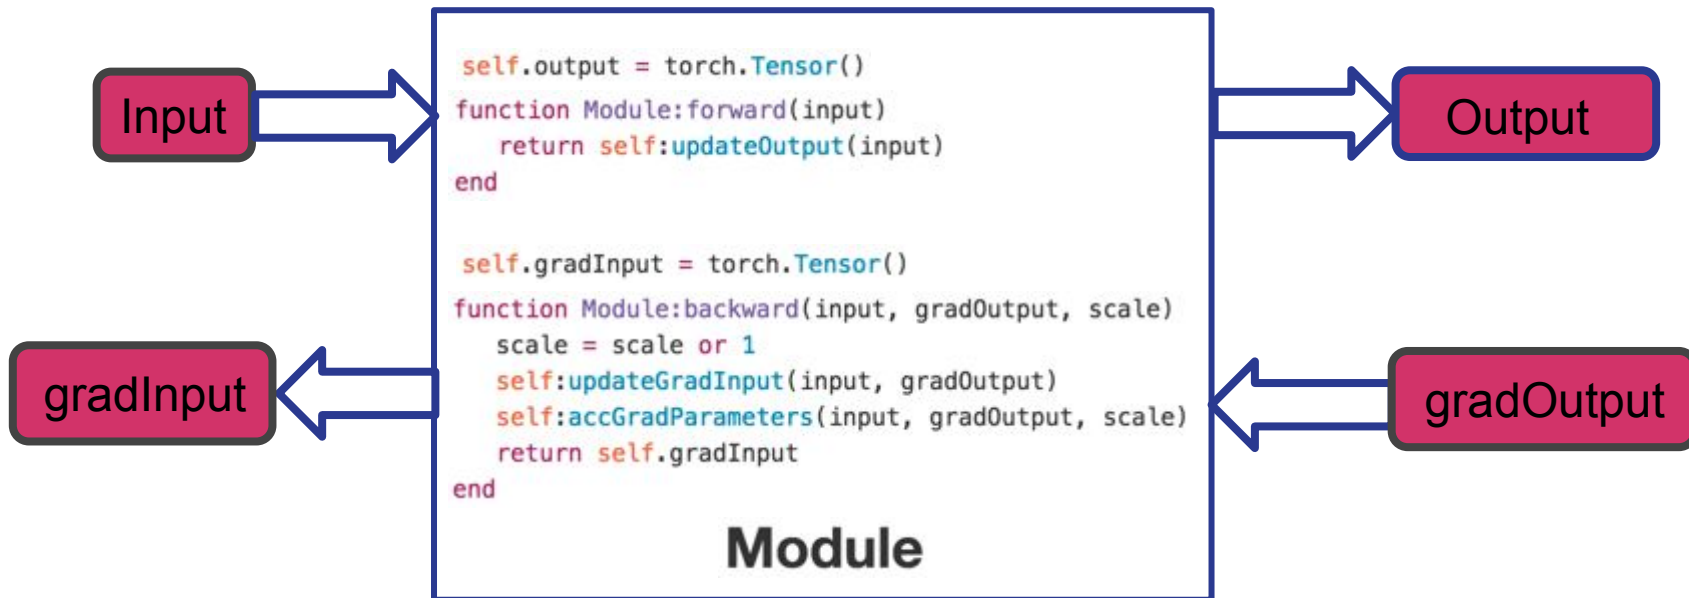 Input
self.output = torch.Tensor()
function Module:forward(input)
return self:updateOutput(input)
end
Output
self.gradInput = torch.Tensor()
function Module:backward(input, gradOutput, scale)
scale = scale or 1
self:updateGradInput(input, gradOutput)
self:accGradParameters(input, gradOutput, scale)
return self.gradInput
end
gradInput
gradOutput
Module